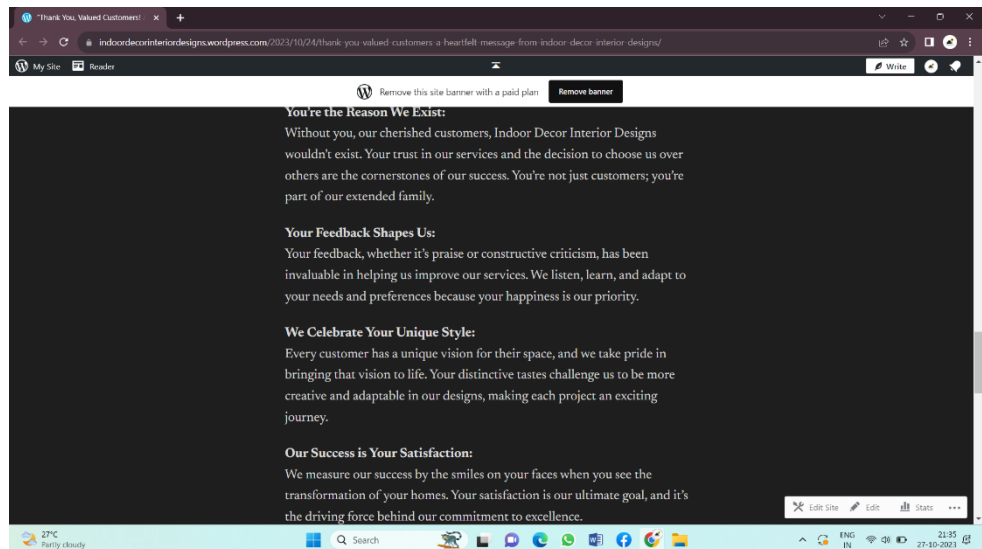 "Thank You, Valued Customers!
indoordecorinteriordesigns.wordpress.com/2023/10/24/thank-you-valued-customers-a-heartfelt-message-from-indoor-decor-interior-designs/
My Site Reader Write
Remove this site banner with a paid plan Remove banner
You're the Reason We Exist:
Without you, our cherished customers, Indoor Decor Interior Designs
wouldn't exist. Your trust in our services and the decision to choose us over
others are the cornerstones of our success. You're not just customers; you're
part of our extended family.
Your Feedback Shapes Us:
Your feedback, whether it's praise or constructive criticism, has been
invaluable in helping us improve our services. We listen, learn, and adapt to
your needs and preferences because your happiness is our priority.
We Celebrate Your Unique Style:
Every customer has a unique vision for their space, and we take pride in
bringing that vision to life. Your distinctive tastes challenge us to be more
creative and adaptable in our designs, making each project an exciting
journey.
Our Success is Your Satisfaction:
We measure our success by the smiles on your faces when you see the
transformation of your homes. Your satisfaction is our ultimate goal, and it's
the driving force behind our commitment to excellence.
Edit Site Edit Stats
27°C
Partly cloudy
Search
ENG
IN
21:35
27-10-2023